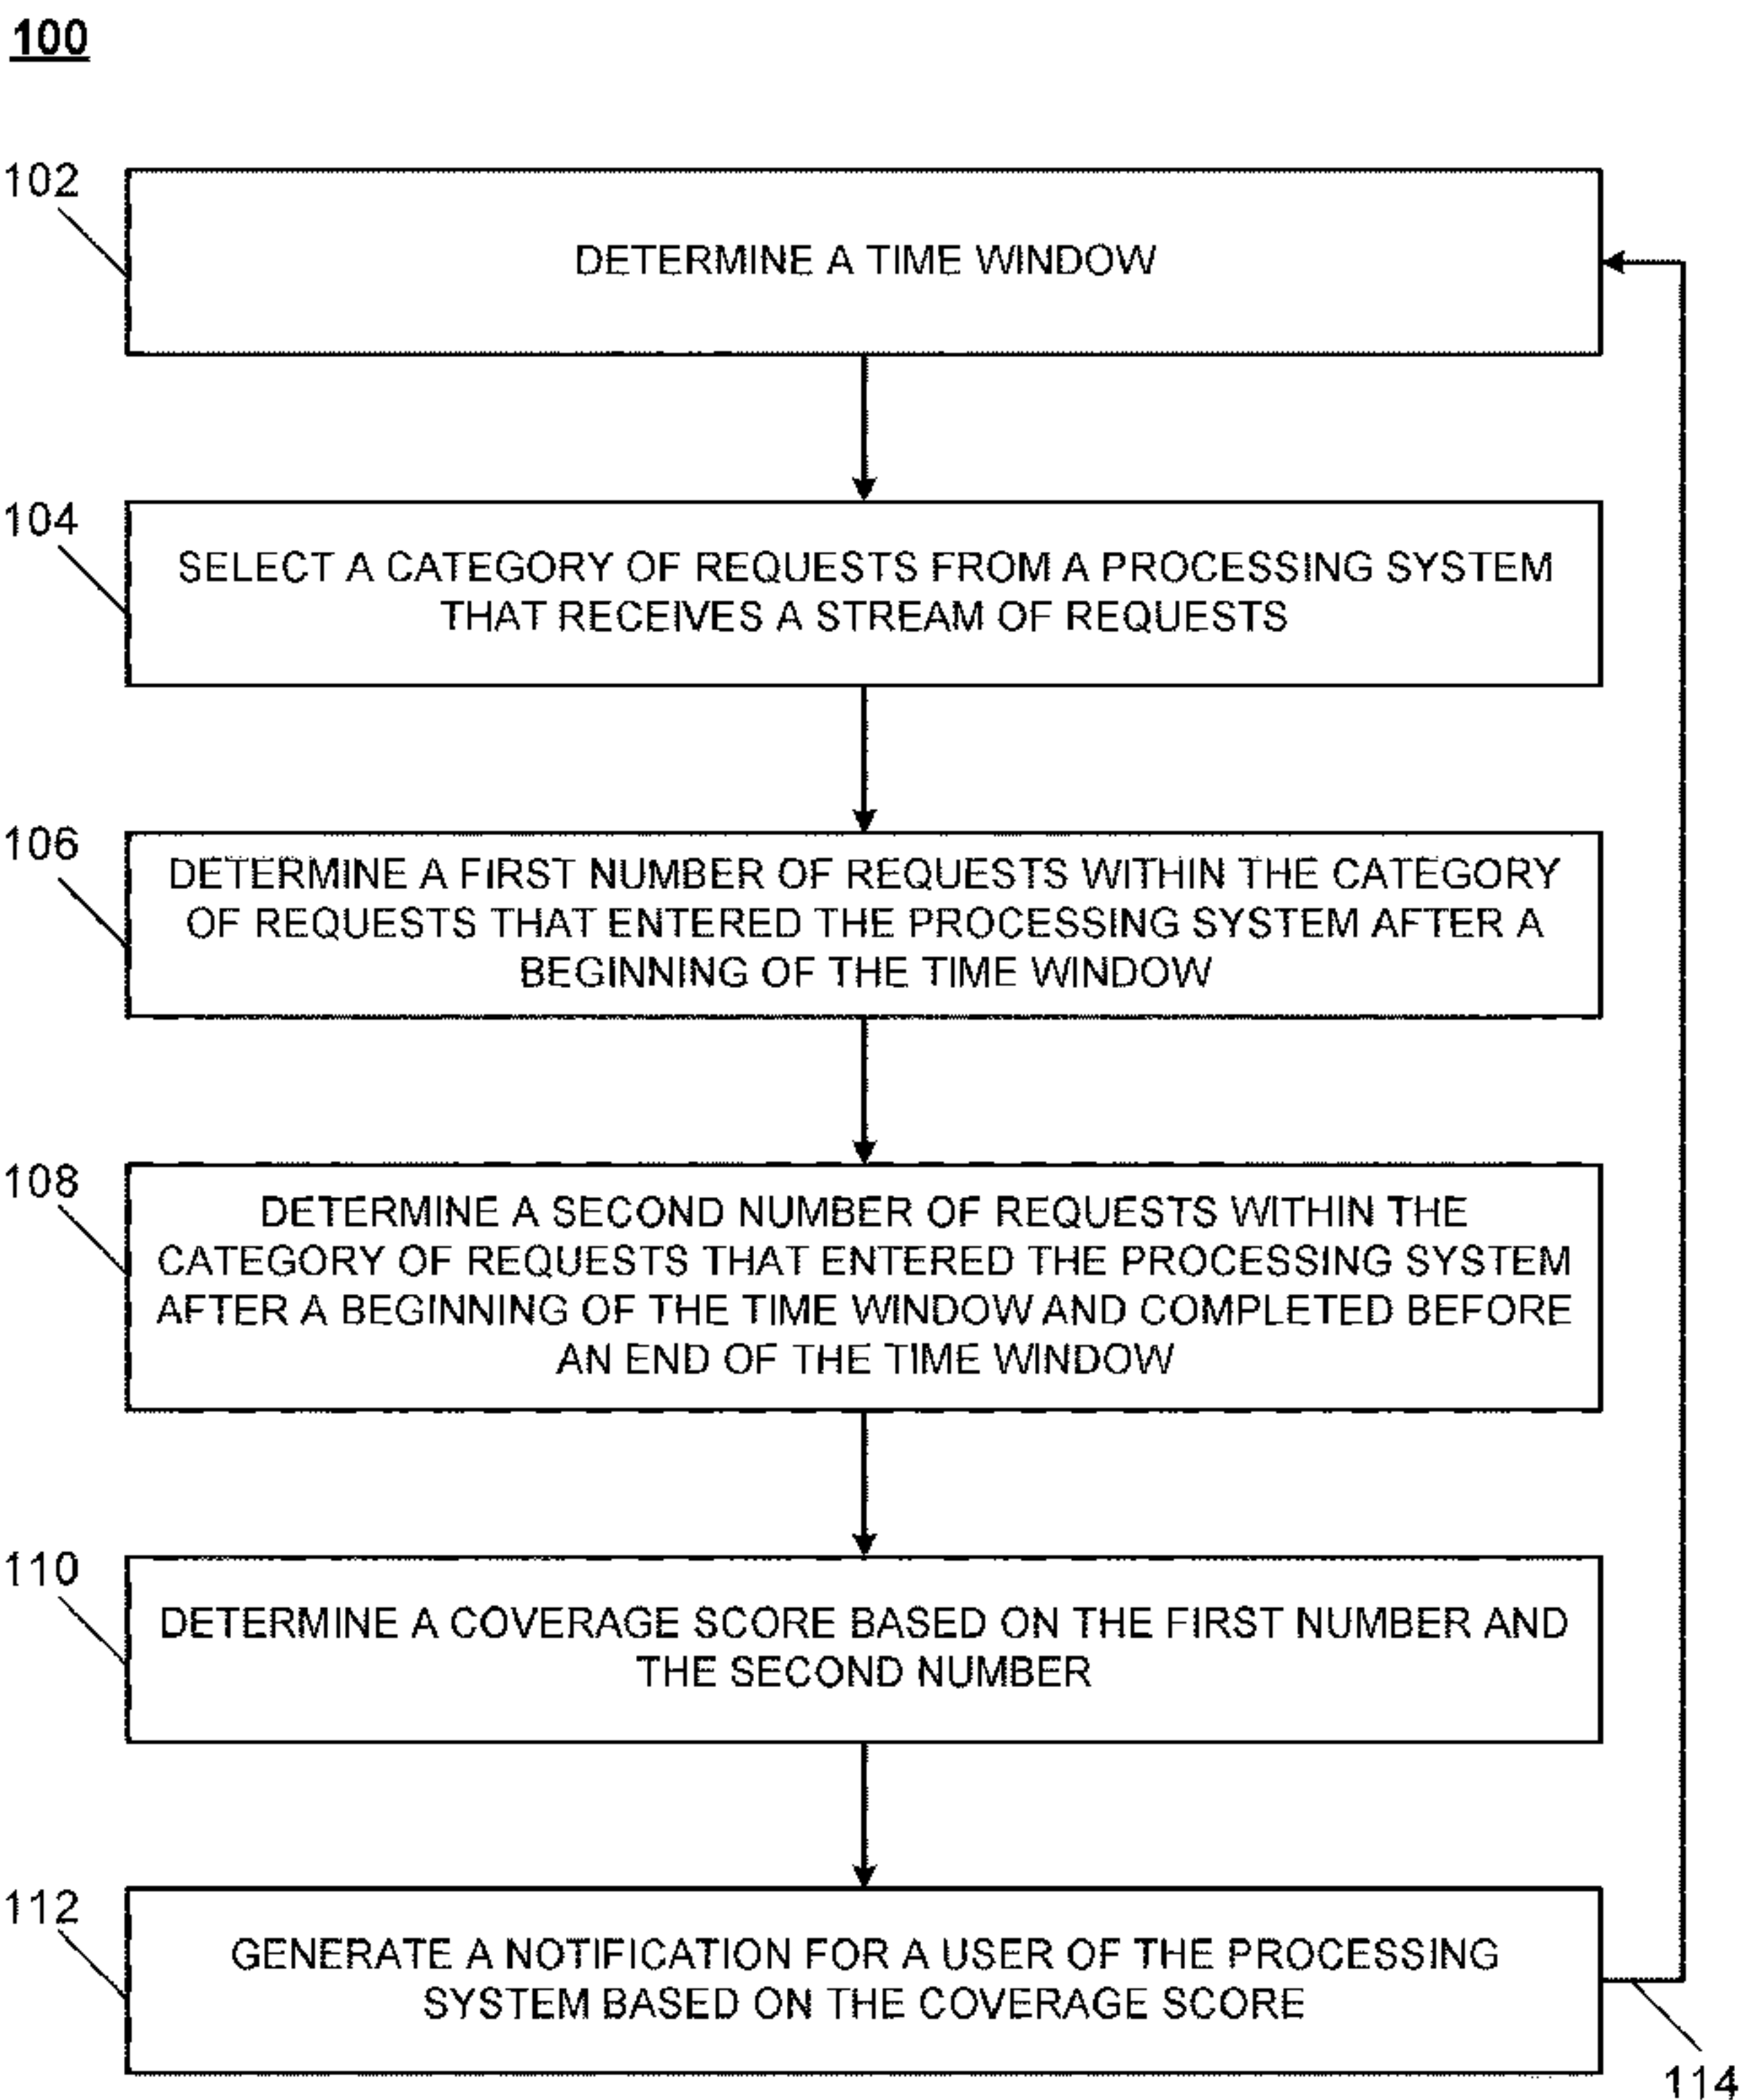 100
102
DETERMINE A TIME WINDOW
104
SELECT A CATEGORY OF REQUESTS FROM A PROCESSING SYSTEM
THAT RECEIVES A STREAM OF REQUESTS
106
DETERMINE A FIRST NUMBER OF REQUESTS WITHIN THE CATEGORY
OF REQUESTS THAT ENTERED THE PROCESSING SYSTEM AFTER A
BEGINNING OF THE TIME WINDOW
108
DETERMINE A SECOND NUMBER OF REQUESTS WITHIN THE
CATEGORY OF REQUESTS THAT ENTERED THE PROCESSING SYSTEM
AFTER A BEGINNING OF THE TIME WINDOW AND COMPLETED BEFORE
AN END OF THE TIME WINDOW
110
DETERMINE A COVERAGE SCORE BASED ON THE FIRST NUMBER AND
THE SECOND NUMBER
112
GENERATE A NOTIFICATION FOR A USER OF THE PROCESSING
SYSTEM BASED ON THE COVERAGE SCORE
114